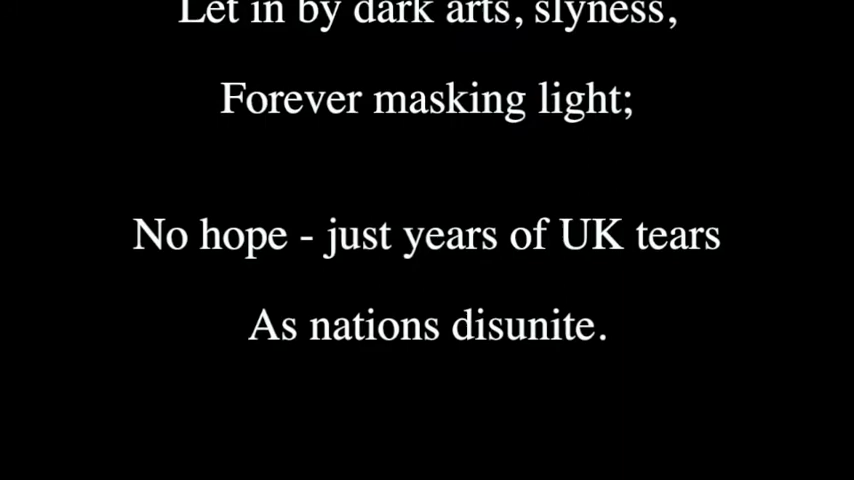 Let in by dark arts, slyness,
Forever masking light;
No hope - just years of UK tears
As nations disunite.